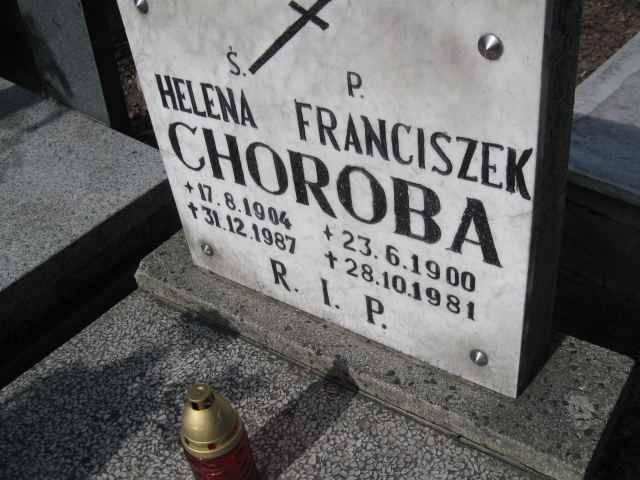 Ś. P.
HELENA FRANCISZEK
CHOROBA
+17.8.1904 +23.6.1900
✝31.12.1987 ✝28.10.1981
R. I. P.